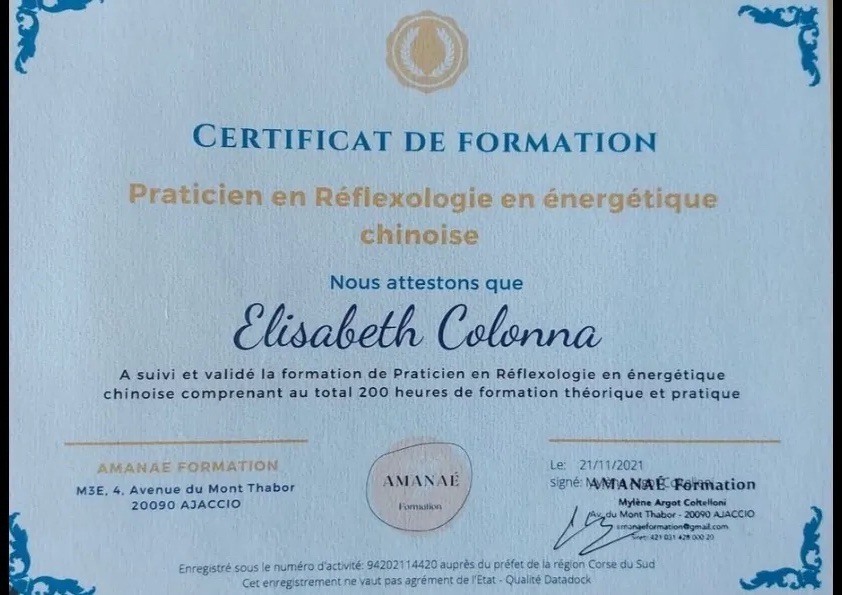 CERTIFICAT DE FORMATION
Praticien en Réflexologie en énergétique
chinoise
Nous attestons que
Elisabeth Colonna
A suivi et validé la formation de Praticien en Réflexologie en énergétique
chinoise comprenant au total 200 heures de formation théorique et pratique
AMANAE FORMATION
M3E, 4, Avenue du Mont Thabor
20090 AJACCIO
AMANAÉ
Formation
Le: 21/11/2021
signé:
AMANAÉ Formation
Mylène Argot Coltelloni
Av. du Mont Thabor - 20090 AJACCIO
amanaeformation@gmail.com
Enregistré sous le numéro d'activité: 94202114420 auprès du préfet de la région Corse du Sud
Cet enregistrement ne vaut pas agrément de l'Etat - Qualité Datadock